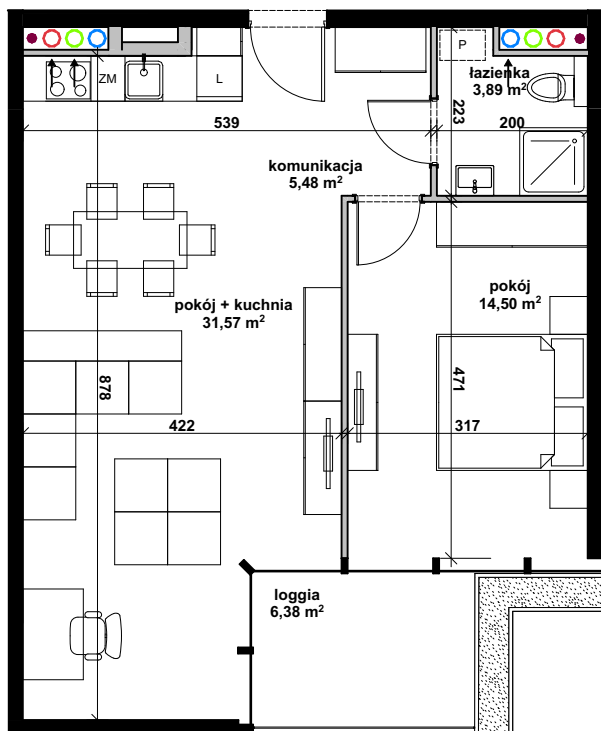 P
łazienka
3,89 m²
ZM
L
223
539
200
komunikacja
5,48 m²
pokój + kuchnia
31,57 m²
pokój
14,50 m²
878
471
422
317
loggia
6,38 m²